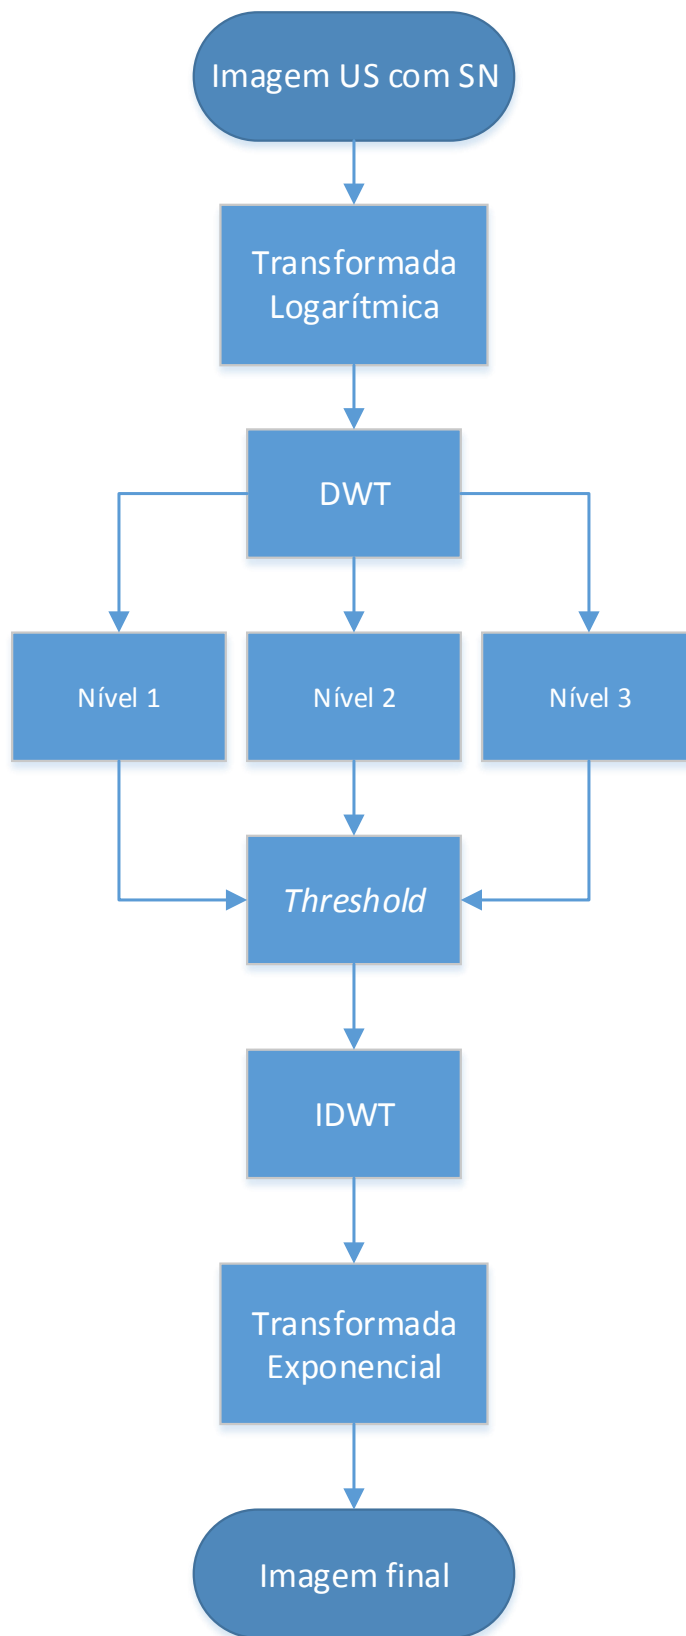 Imagem US com SN
Transformada
Logarítmica
DWT
Nível 1
Nível 2
Nível 3
Threshold
IDWT
Transformada
Exponencial
Imagem final